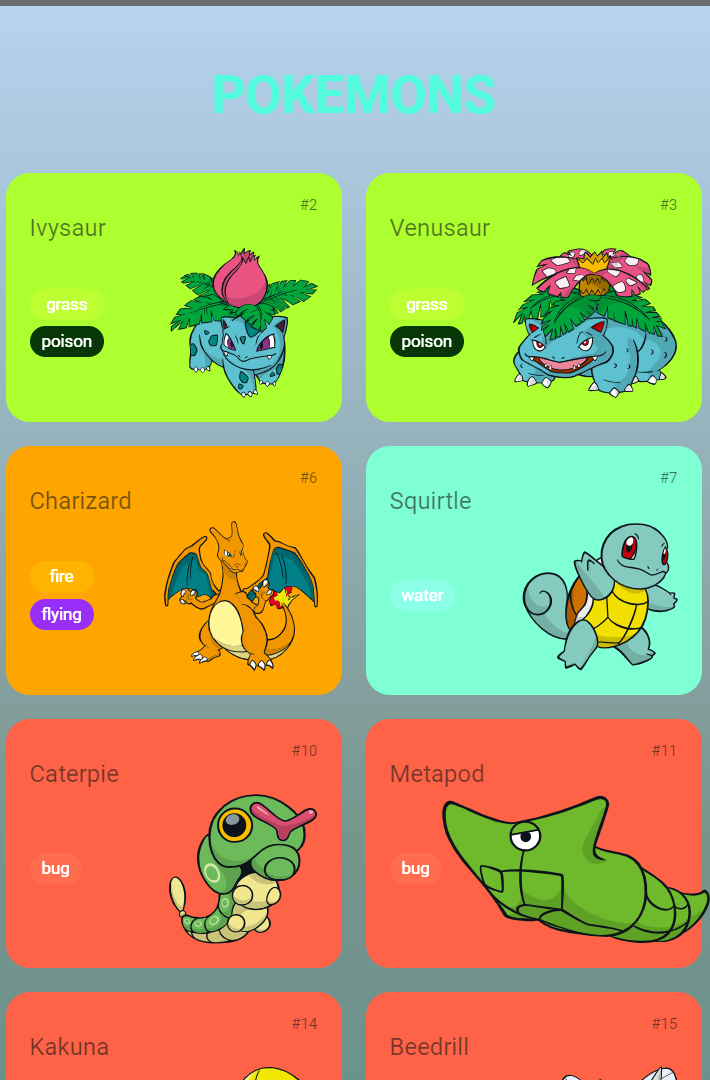 POKEMONS
#2
Ivysaur
grass
poison
#3
Venusaur
grass
poison
#6
Charizard
fire
flying
#7
Squirtle
water
#10
Caterpie
bug
#11
Metapod
bug
#14
Kakuna
#15
Beedrill